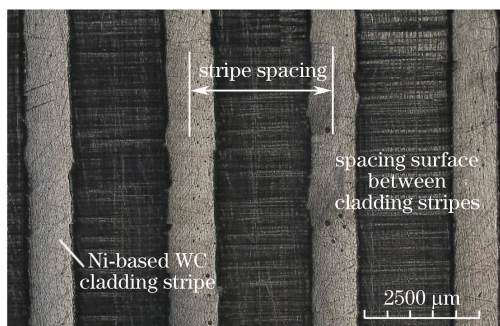 stripe spacing
spacing surface
between
cladding stripes
Ni-based WC
cladding stripe
2500 μm